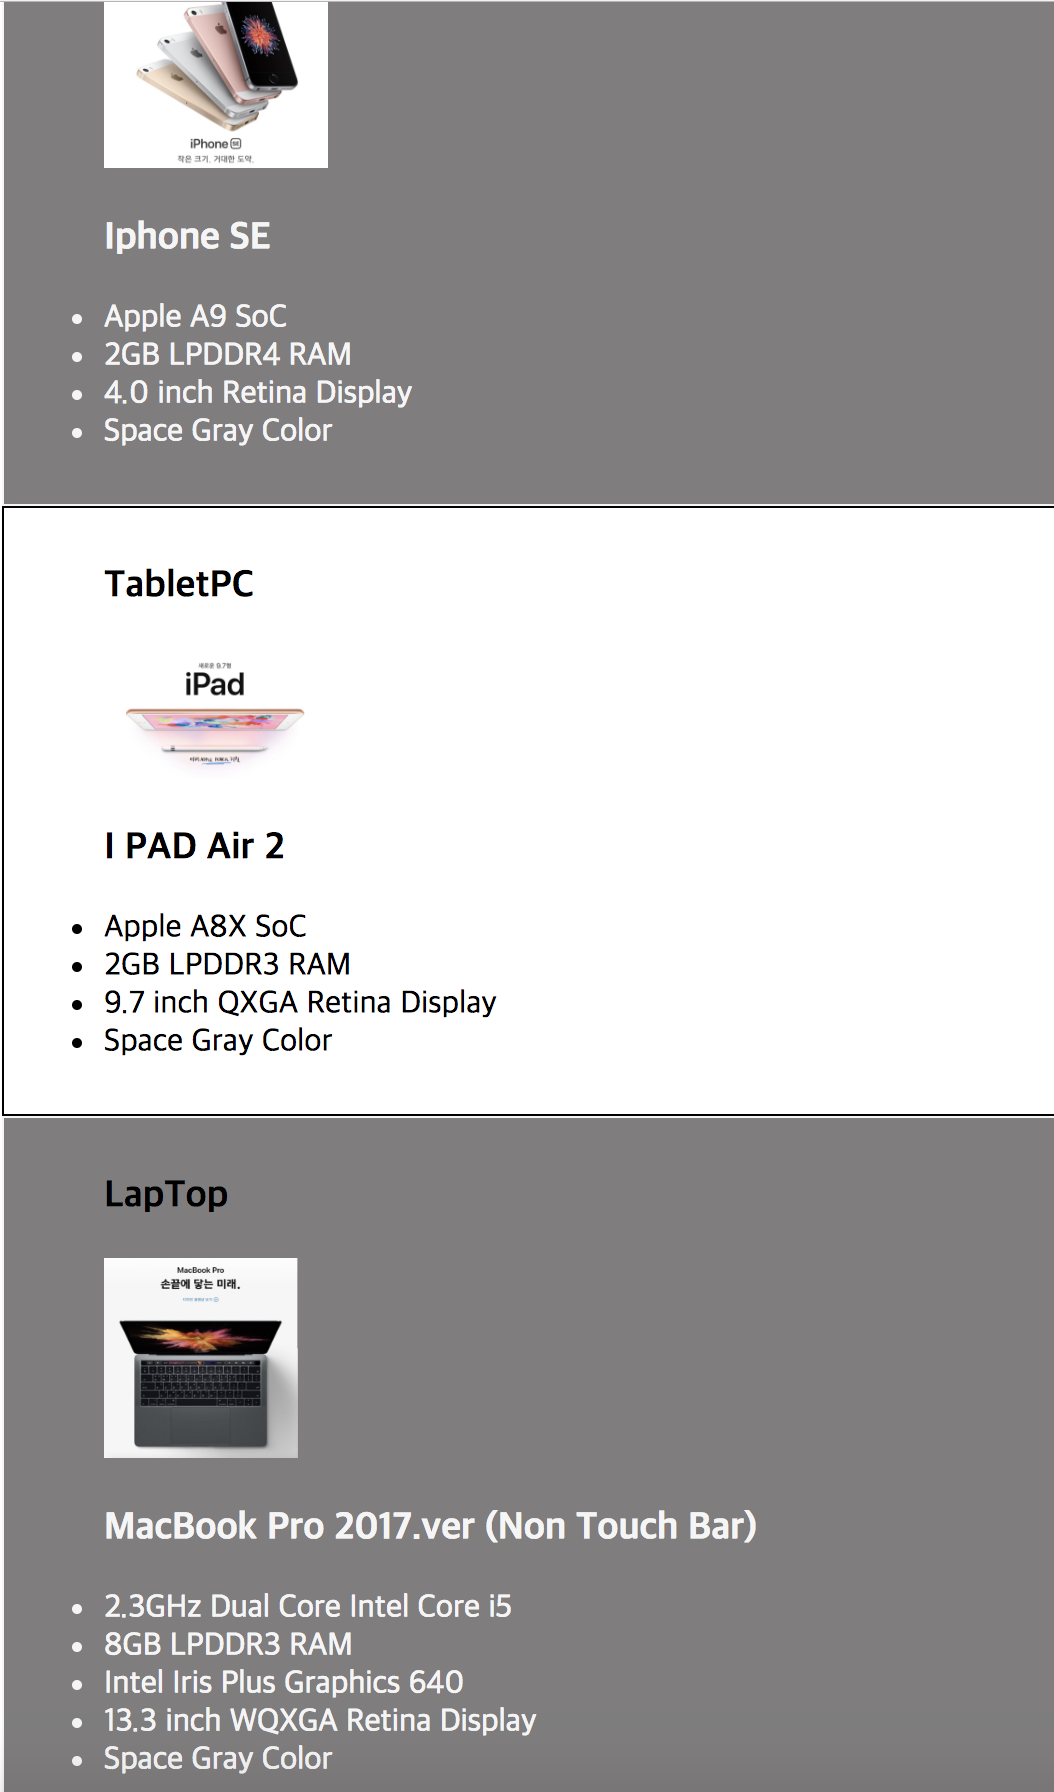 iPhone SE
작은 크기. 거대한 도약.
Iphone SE
Apple A9 SoC
2GB LPDDR4 RAM
4.0 inch Retina Display
Space Gray Color
TabletPC
새로운 9.7형
iPad
I PAD Air 2
Apple A8X SoC
2GB LPDDR3 RAM
9.7 inch QXGA Retina Display
Space Gray Color
LapTop
MacBook Pro
손끝에 닿는 미래.
MacBook Pro 2017.ver (Non Touch Bar)
2.3GHz Dual Core Intel Core i5
8GB LPDDR3 RAM
Intel Iris Plus Graphics 640
13.3 inch WQXGA Retina Display
Space Gray Color